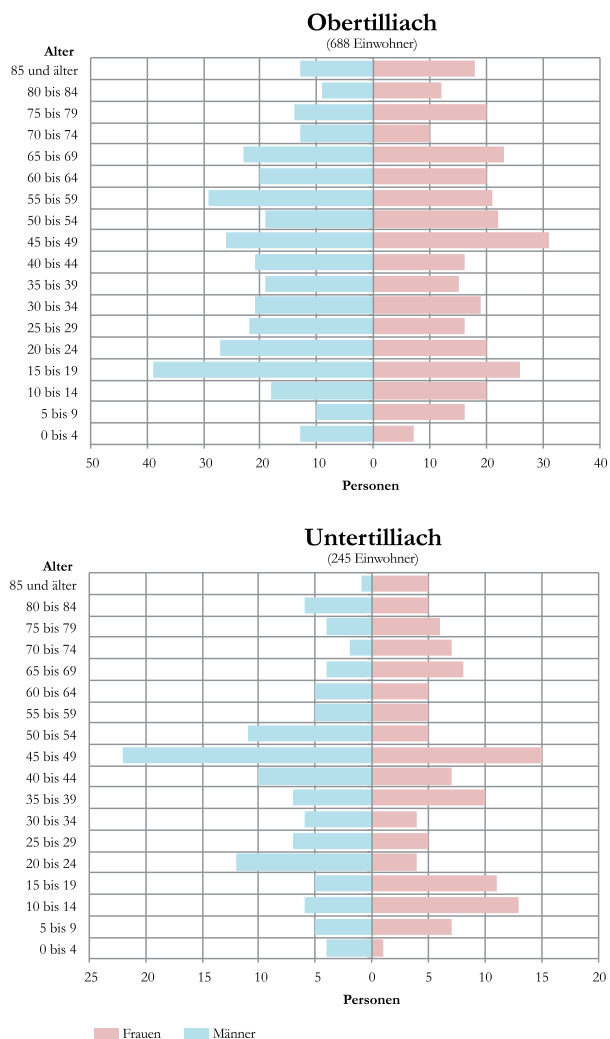 Obertilliach
(688 Einwohner)
Alter
85 und älter
80 bis 84
75 bis 79
70 bis 74
65 bis 69
60 bis 64
55 bis 59
50 bis 54
45 bis 49
40 bis 44
35 bis 39
30 bis 34
25 bis 29
20 bis 24
15 bis 19
10 bis 14
5 bis 9
0 bis 4
50 40 30 20 10 0 10 20 30 40
Personen
Untertilliach
(245 Einwohner)
Alter
85 und älter
80 bis 84
75 bis 79
70 bis 74
65 bis 69
60 bis 64
55 bis 59
50 bis 54
45 bis 49
40 bis 44
35 bis 39
30 bis 34
25 bis 29
20 bis 24
15 bis 19
10 bis 14
5 bis 9
0 bis 4
25 20 15 10 5 0 5 10 15 20
Personen
Frauen Männer